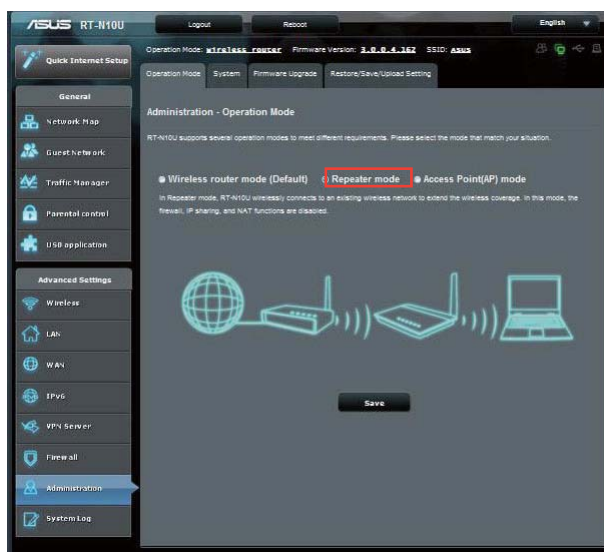 ASUS RT-N10U Logout Reboot English
Quick Internet Setup
Operation Mode: wireless router Firmware Version: 3.0.0.4.162 SSID: Asus
Operation Mode System Firmware Upgrade Restore/Save/Upload Setting
General
Network Map
Guest Network
Traffic Manager
Parental control
USB application
Advanced Settings
Wireless
LAN
WAN
IPv6
VPN Server
Firewall
Administration
System Log
Administration - Operation Mode
RT-N10U supports several operation modes to meet different requirements. Please select the mode that match your situation.
Wireless router mode (Default) Repeater mode Access Point(AP) mode
In Repeater mode, RT-N10U wirelessly connects to an existing wireless network to extend the wireless coverage. In this mode, the
firewall, IP sharing, and NAT functions are disabled.
Save